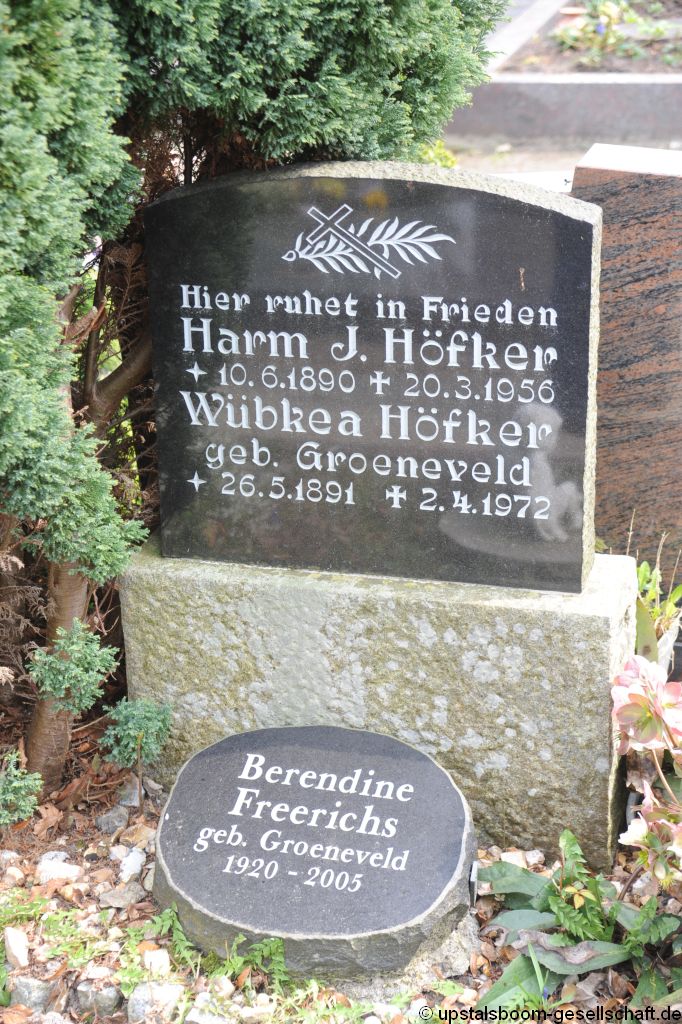 Hier ruhet in Frieden
Harm J. Höfker
✦ 10.6.1890 ✝ 20.3.1956
Wübkea Höfker
geb. Groeneveld
✦ 26.5.1891 ✝ 2.4.1972
Berendine
Freerichs
geb. Groeneveld
1920 - 2005
© upstalsboom-gesellschaft.de